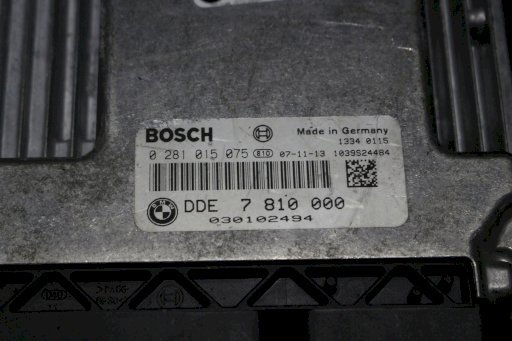 BOSCH Made in Germany
1334 0115
0 281 015 075 810 07-11-13 1039S24484
BMW
DDE 7 810 000
030102494